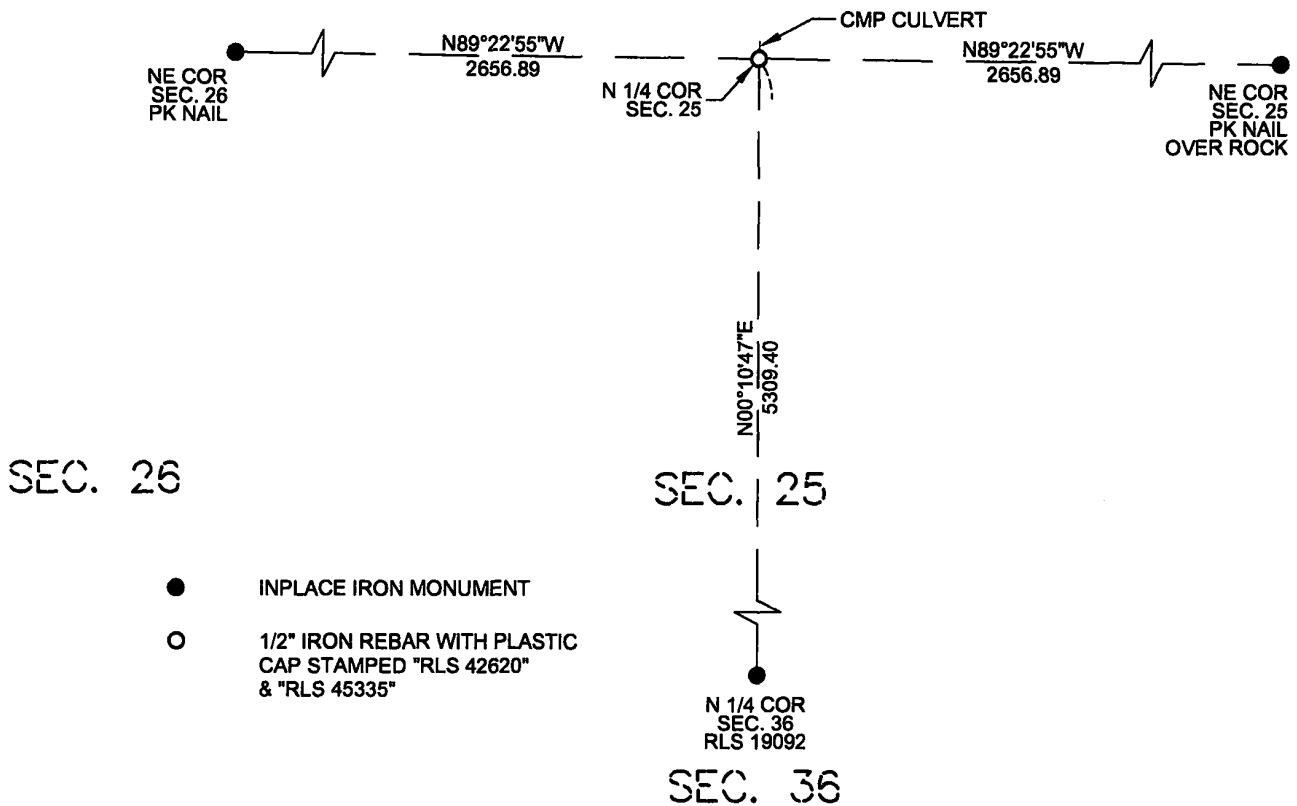 CMP CULVERT
N89°22'55"W
2656.89
N89°22'55"W
2656.89
NE COR
SEC. 26
PK NAIL
N 1/4 COR
SEC. 25
NE COR
SEC. 25
PK NAIL
OVER ROCK
N00°10'47"E
5309.40
SEC. 26
SEC. 25
INPLACE IRON MONUMENT
1/2" IRON REBAR WITH PLASTIC
CAP STAMPED "RLS 42620"
& "RLS 45335"
N 1/4 COR
SEC. 36
RLS 19092
SEC. 36